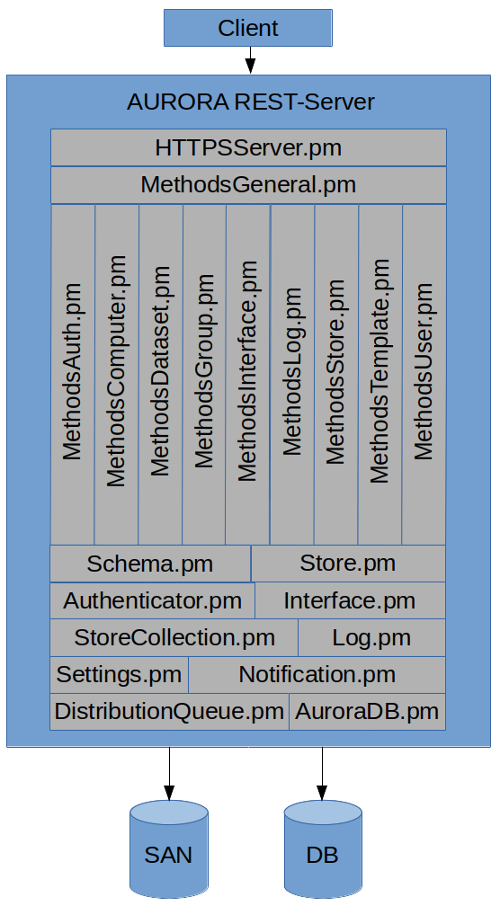 Client
AURORA REST-Server
HTTPSServer.pm
MethodsGeneral.pm
MethodsAuth.pm
MethodsComputer.pm
MethodsDataset.pm
MethodsGroup.pm
MethodsInterface.pm
MethodsLog.pm
MethodsStore.pm
MethodsTemplate.pm
MethodsUser.pm
Schema.pm
Store.pm
Authenticator.pm
Interface.pm
StoreCollection.pm
Log.pm
Settings.pm
Notification.pm
DistributionQueue.pm
AuroraDB.pm
SAN
DB